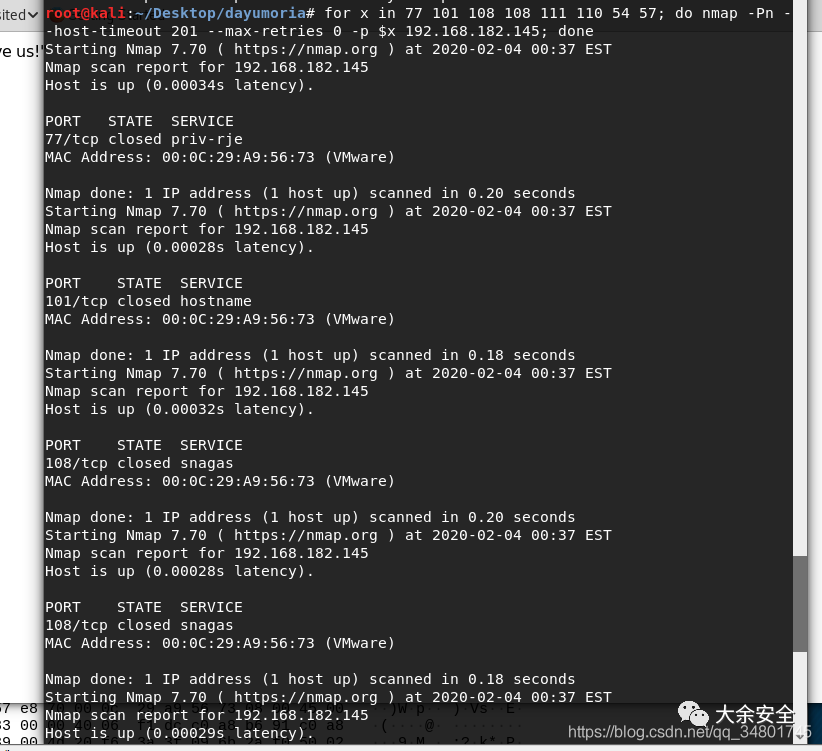 sited
ve us!"
root@kali:~/Desktop/dayumoria# for x in 77 101 108 108 111 110 54 57; do nmap -Pn -
-host-timeout 201 --max-retries 0 -p $x 192.168.182.145; done
Starting Nmap 7.70 ( https://nmap.org ) at 2020-02-04 00:37 EST
Nmap scan report for 192.168.182.145
Host is up (0.00034s latency).
PORT   STATE  SERVICE
77/tcp closed priv-rje
MAC Address: 00:0C:29:A9:56:73 (VMware)
Nmap done: 1 IP address (1 host up) scanned in 0.20 seconds
Starting Nmap 7.70 ( https://nmap.org ) at 2020-02-04 00:37 EST
Nmap scan report for 192.168.182.145
Host is up (0.00028s latency).
PORT    STATE  SERVICE
101/tcp closed hostname
MAC Address: 00:0C:29:A9:56:73 (VMware)
Nmap done: 1 IP address (1 host up) scanned in 0.18 seconds
Starting Nmap 7.70 ( https://nmap.org ) at 2020-02-04 00:37 EST
Nmap scan report for 192.168.182.145
Host is up (0.00032s latency).
PORT    STATE  SERVICE
108/tcp closed snagas
MAC Address: 00:0C:29:A9:56:73 (VMware)
Nmap done: 1 IP address (1 host up) scanned in 0.20 seconds
Starting Nmap 7.70 ( https://nmap.org ) at 2020-02-04 00:37 EST
Nmap scan report for 192.168.182.145
Host is up (0.00028s latency).
PORT    STATE  SERVICE
108/tcp closed snagas
MAC Address: 00:0C:29:A9:56:73 (VMware)
Nmap done: 1 IP address (1 host up) scanned in 0.18 seconds
Starting Nmap 7.70 ( https://nmap.org ) at 2020-02-04 00:37 EST
Nmap scan report for 192.168.182.145
Host is up (0.00029s latency).
大余安全
https://blog.csdn.net/qq_34801745